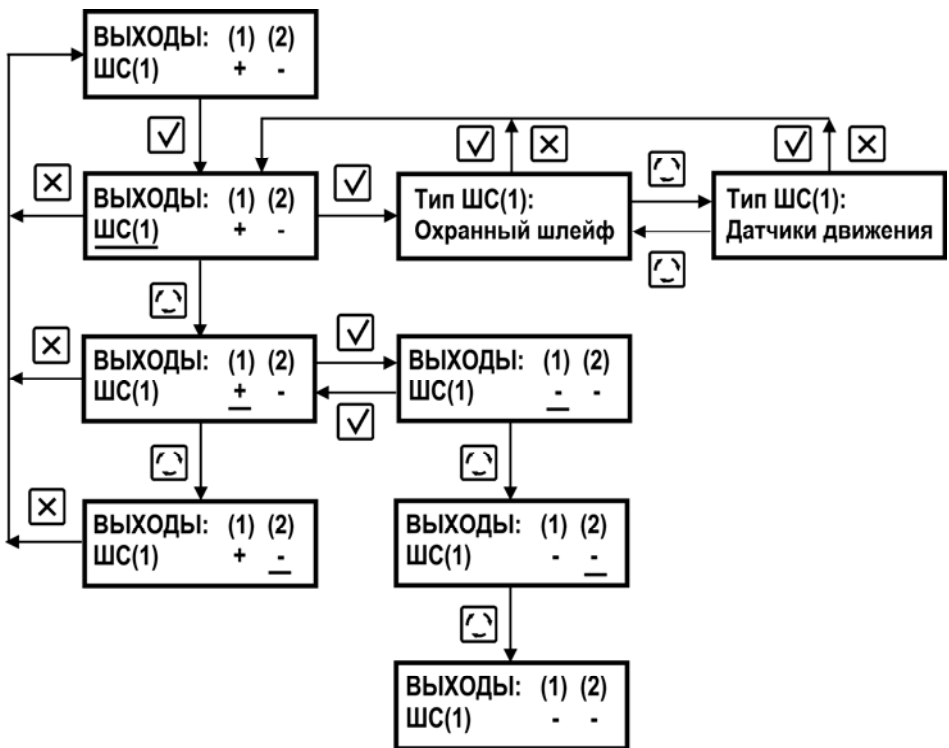 ВЫХОДЫ: (1) (2)
ШС(1) + -
ВЫХОДЫ: (1) (2)
ШС(1) + -
Тип ШС(1):
Охранный шлейф
Тип ШС(1):
Датчики движения
ВЫХОДЫ: (1) (2)
ШС(1) + -
ВЫХОДЫ: (1) (2)
ШС(1) - -
ВЫХОДЫ: (1) (2)
ШС(1) + -
ВЫХОДЫ: (1) (2)
ШС(1) - -
ВЫХОДЫ: (1) (2)
ШС(1) - -